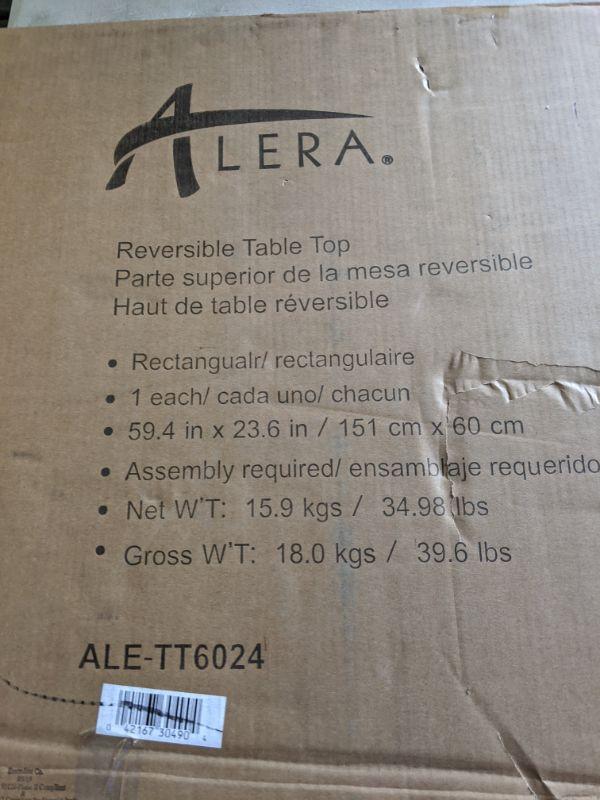 ALERA®
Reversible Table Top
Parte superior de la mesa reversible
Haut de table réversible
• Rectangualr/ rectangulaire
• 1 each/ cada uno/ chacun
• 59.4 in x 23.6 in / 151 cm x 60 cm
• Assembly required/ ensamblaje requerido
• Net W'T: 15.9 kgs / 34.98 lbs
• Gross W'T: 18.0 kgs / 39.6 lbs
ALE-TT6024
0 42167 30490 4